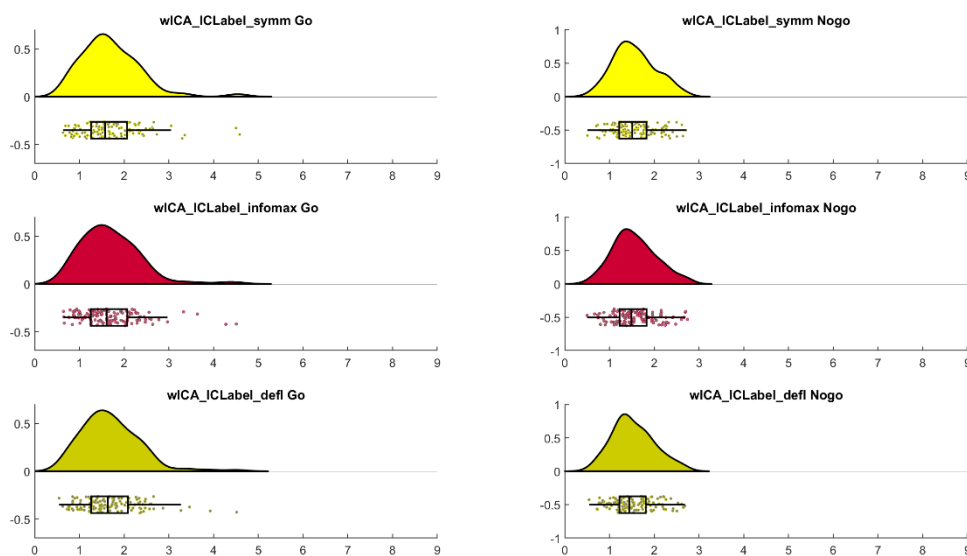 wICA_ICLabel_symm Go
0.5
0
-0.5
0 1 2 3 4 5 6 7 8 9
wICA_ICLabel_symm Nogo
1
0.5
0
-0.5
-1
0 1 2 3 4 5 6 7 8 9
wICA_ICLabel_infomax Go
0.5
0
-0.5
0 1 2 3 4 5 6 7 8 9
wICA_ICLabel_infomax Nogo
1
0.5
0
-0.5
-1
0 1 2 3 4 5 6 7 8 9
wICA_ICLabel_defl Go
0.5
0
-0.5
0 1 2 3 4 5 6 7 8 9
wICA_ICLabel_defl Nogo
1
0.5
0
-0.5
-1
0 1 2 3 4 5 6 7 8 9